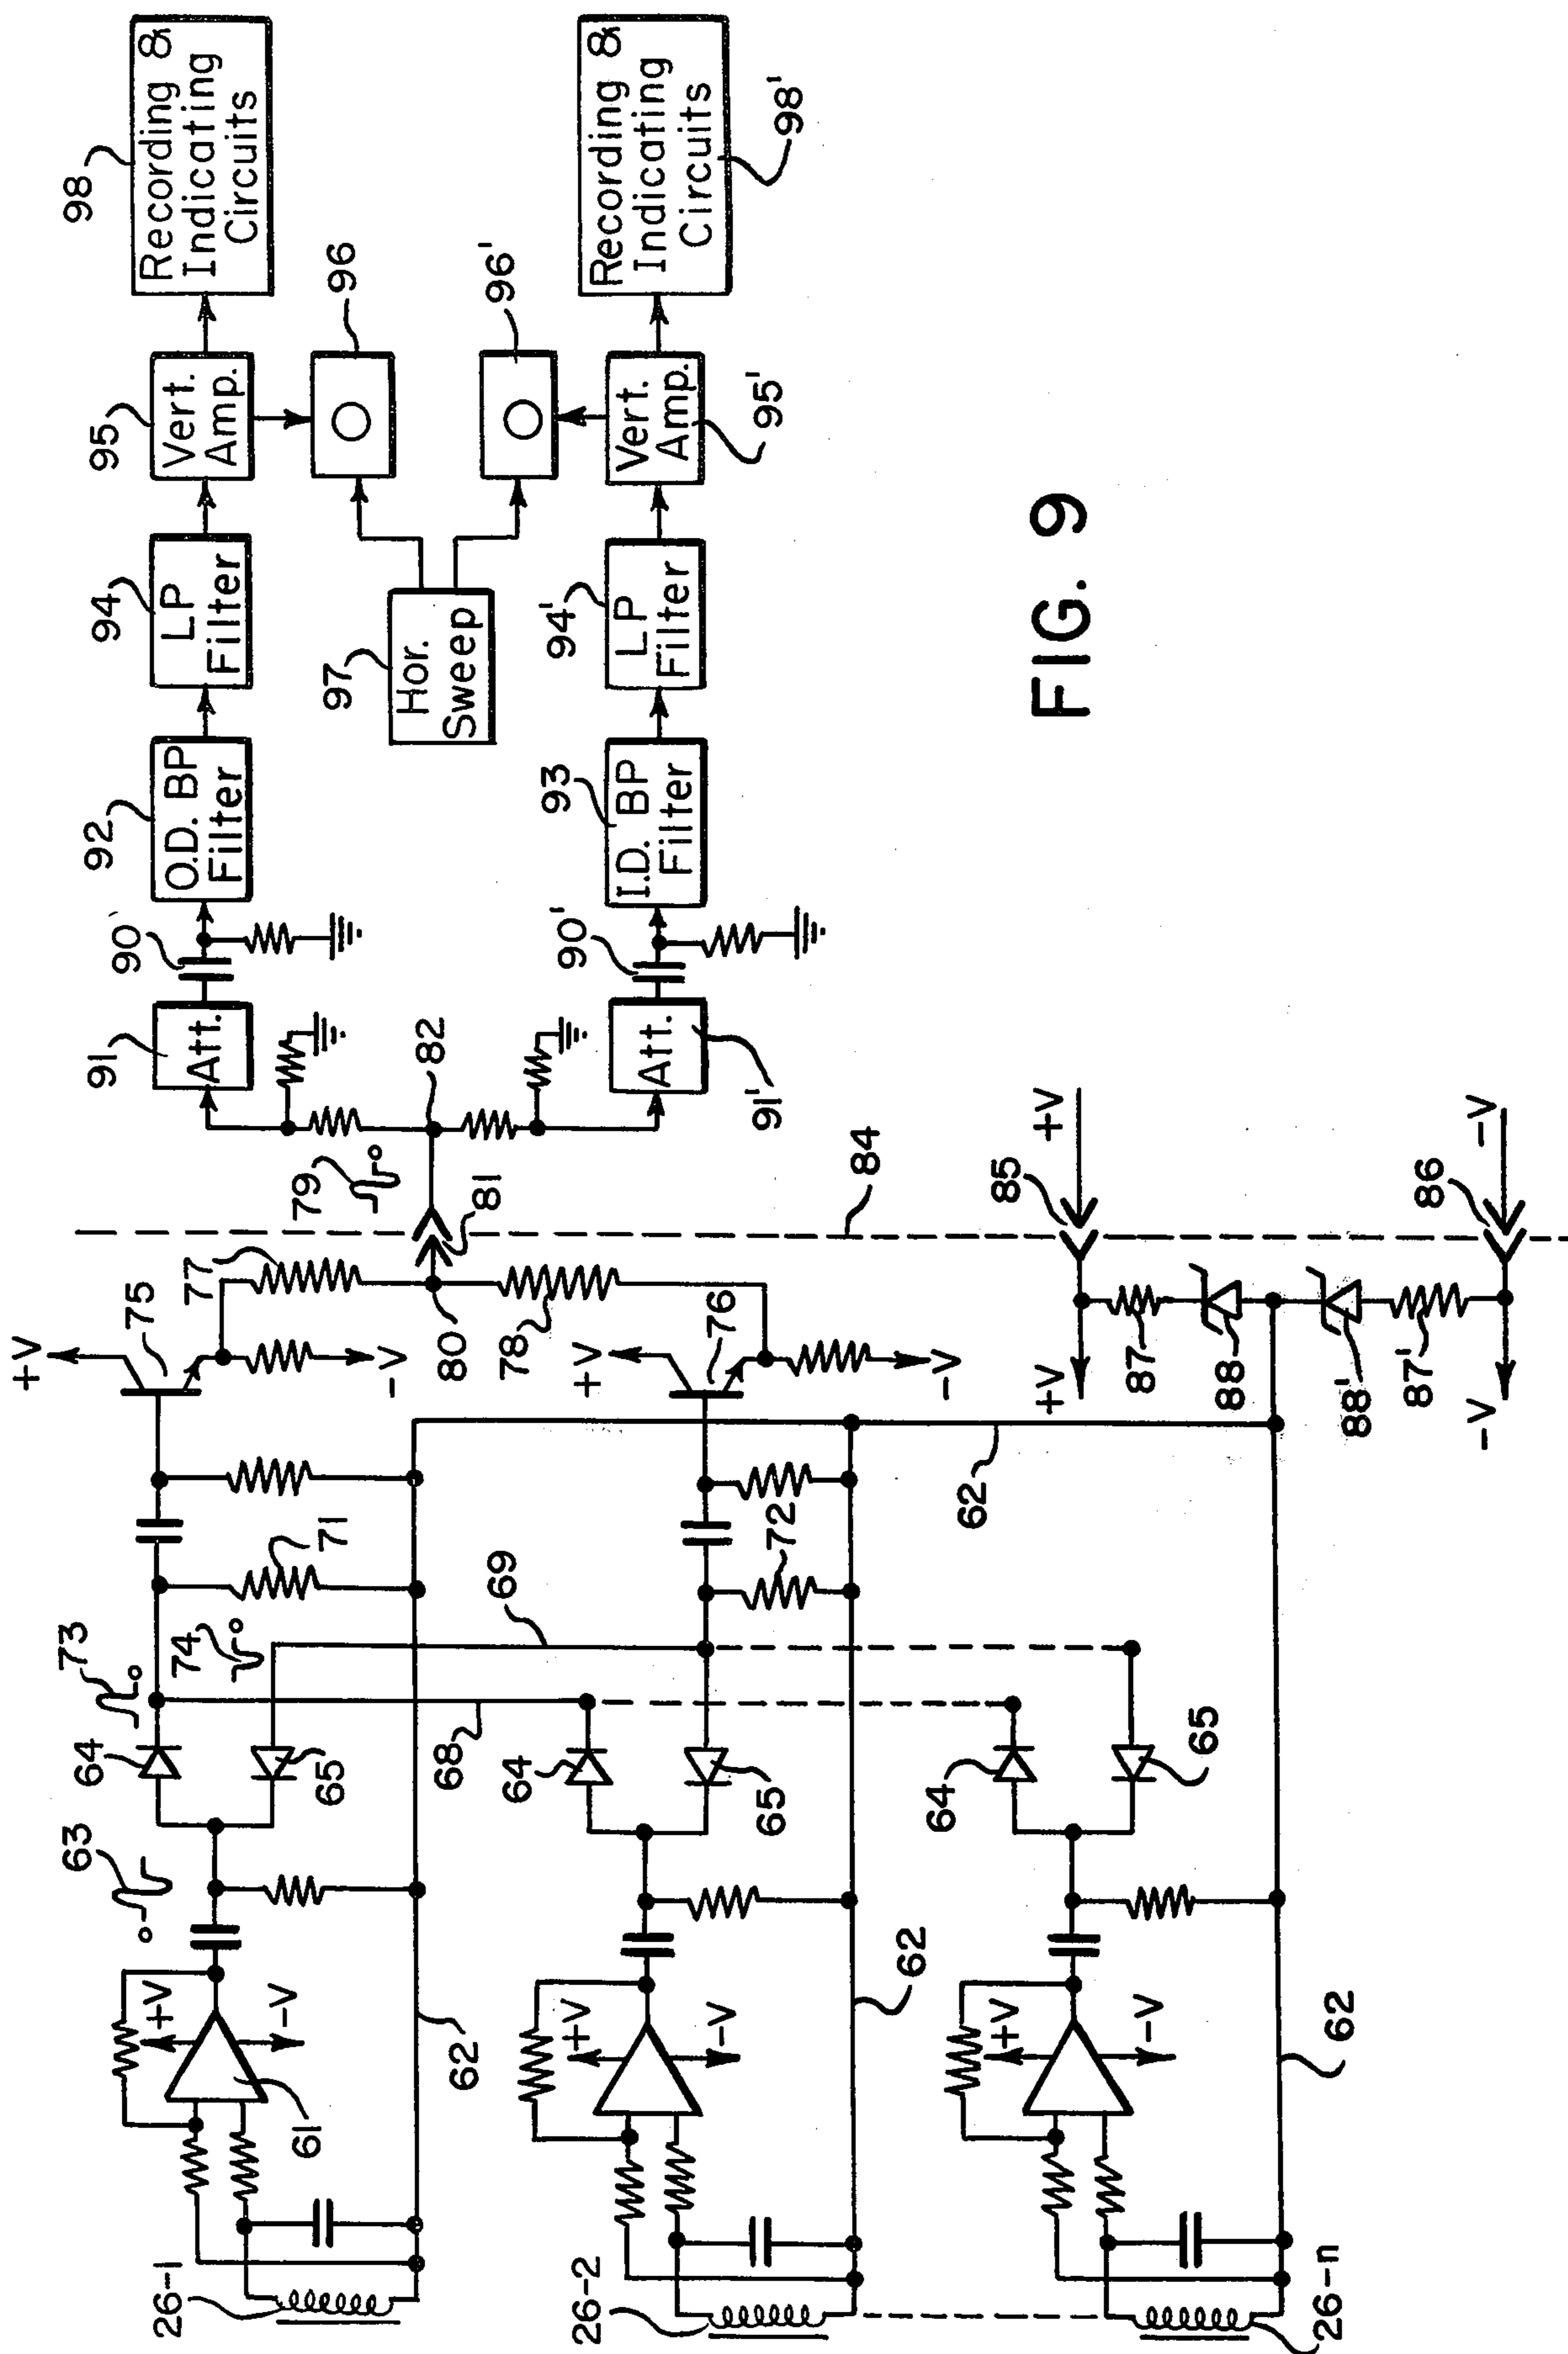 98
Recording &
Indicating
Circuits
95
Vert.
Amp.
96
94
LP
Filter
92
O.D. BP
Filter
90
91
Att.
97
Hor.
Sweep
98'
Recording &
Indicating
Circuits
95'
Vert.
Amp.
96'
94'
LP
Filter
93
I.D. BP
Filter
90'
91'
Att.
82
79
81
84
80
77
78
75
+V
-V
76
+V
-V
85
+V
86
-V
87
88
88'
87'
+V
-V
71
72
73
74
69
68
62
64
65
63
61
+V
-V
62
26-1
64
65
+V
-V
62
26-2
64
65
+V
-V
62
26-n
FIG. 9